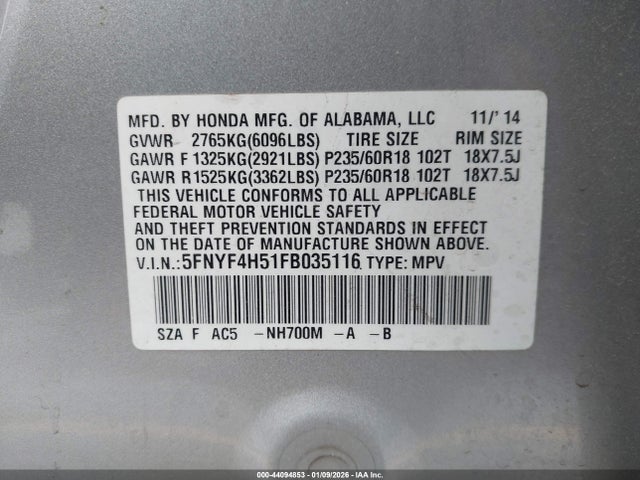 MFD. BY HONDA MFG. OF ALABAMA, LLC 11/'14
GVWR 2765KG(6096LBS) TIRE SIZE RIM SIZE
GAWR F 1325KG(2921LBS) P235/60R18 102T 18X7.5J
GAWR R 1525KG(3362LBS) P235/60R18 102T 18X7.5J
THIS VEHICLE CONFORMS TO ALL APPLICABLE
FEDERAL MOTOR VEHICLE SAFETY
AND THEFT PREVENTION STANDARDS IN EFFECT
ON THE DATE OF MANUFACTURE SHOWN ABOVE.
V.I.N.:5FNYF4H51FB035116 TYPE: MPV
SZA F AC5 -NH700M -A -B
000-44094853 | 01/09/2026 | IAA Inc.